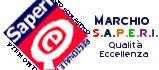 Saperi
MARCHIO
S.A.P.E.R.I.
Qualità
Eccellenza